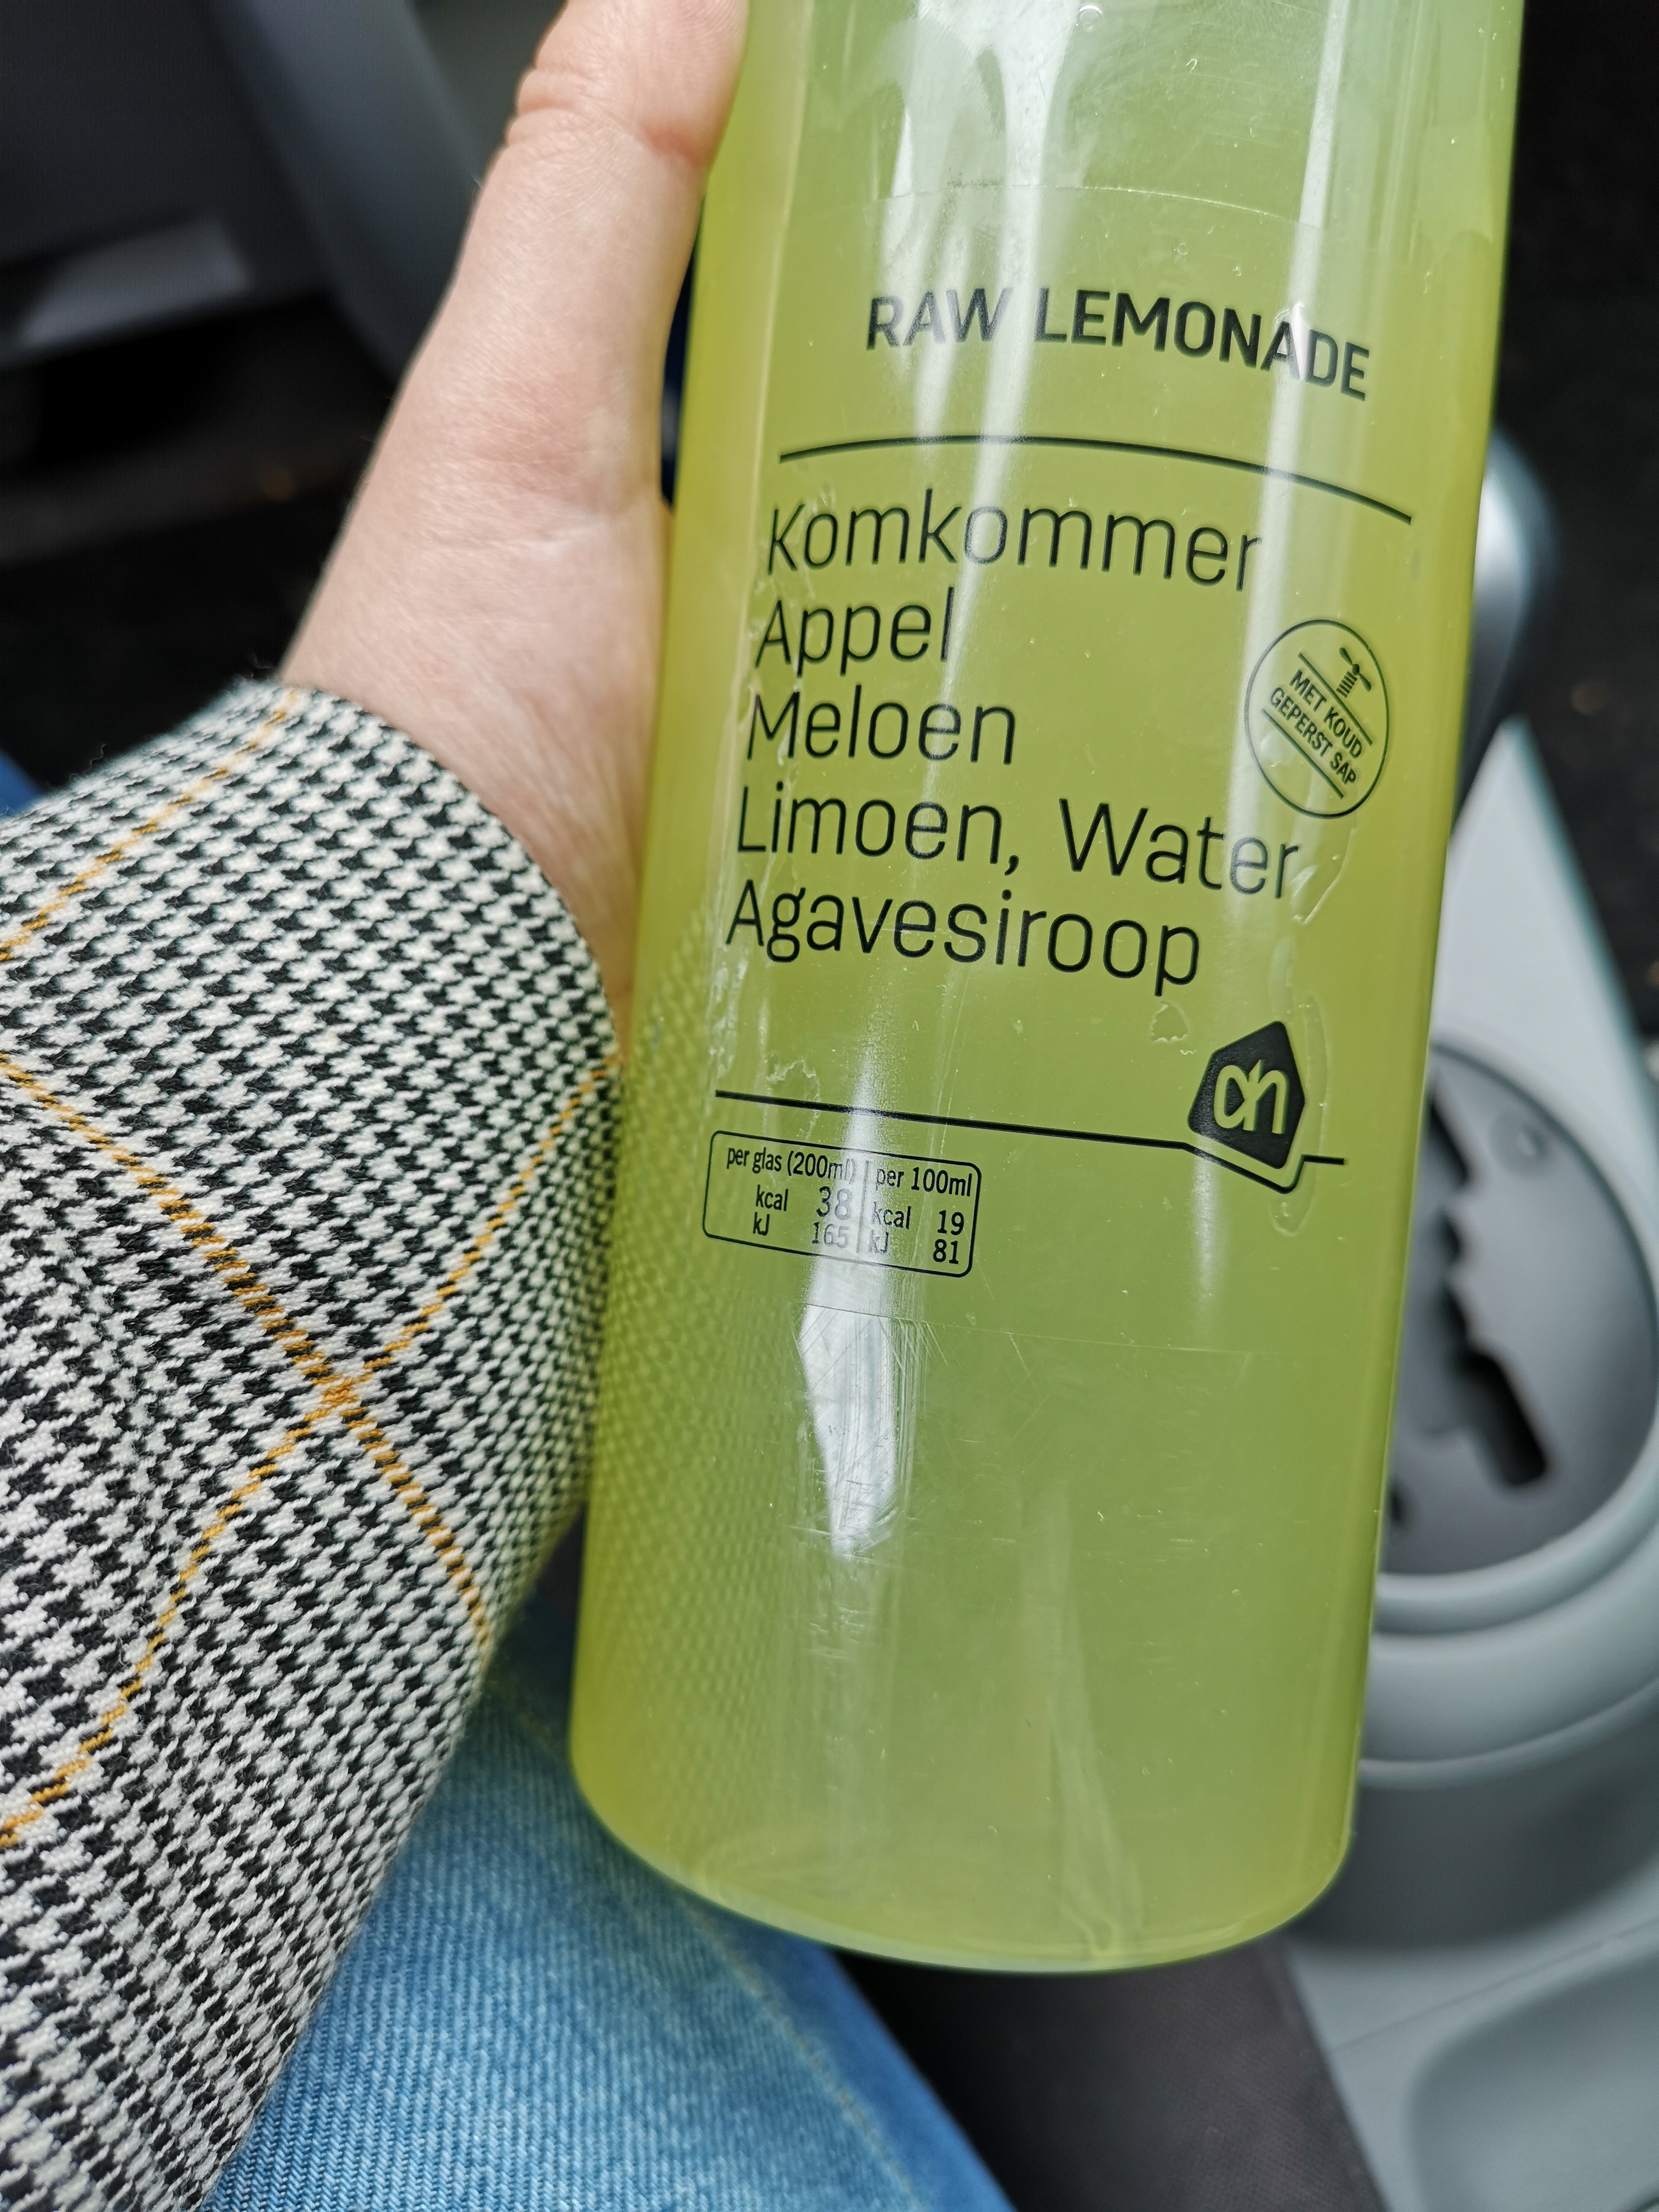 RAW LEMONADE
Komkommer
Appel
Meloen
Limoen, Water
Agavesiroop
MET KOUD
GEPERST SAP
ah
per glas (200ml) per 100ml
kcal 38 kcal 19
kJ 165 kJ 81